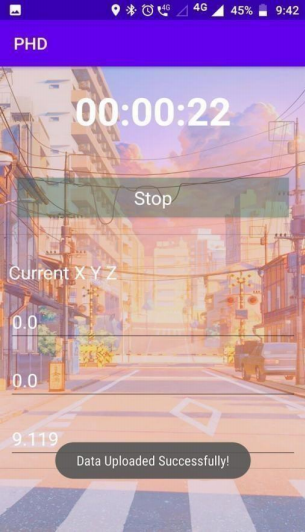 4G 4G 45% 9:42
PHD
00:00:22
Stop
Current X Y Z
0.0
0.0
9.119
Data Uploaded Successfully!